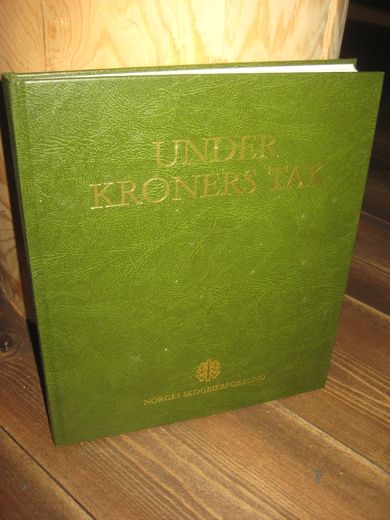 UNDER
KRONERS TAK
NORGES SKOGEIERFORBUND